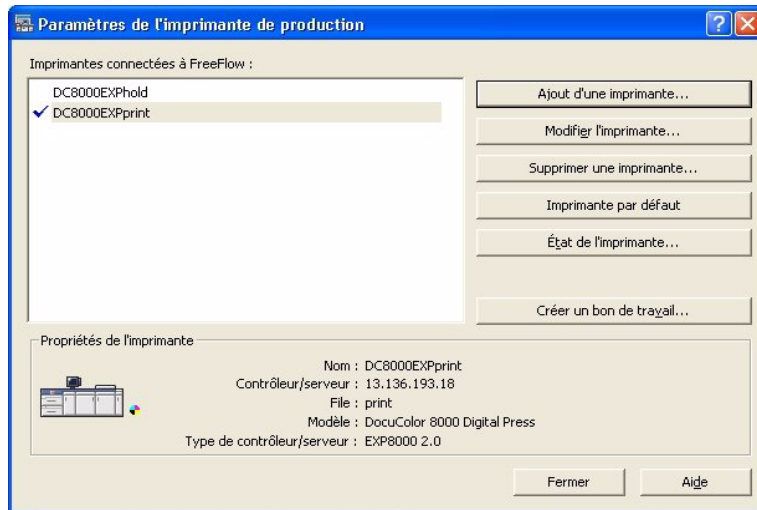 Paramètres de l'imprimante de production
Imprimantes connectées à FreeFlow :
DC8000EXPhold
DC8000EXPprint
Ajout d'une imprimante...
Modifier l'imprimante...
Supprimer une imprimante...
Imprimante par défaut
État de l'imprimante...
Créer un bon de travail...
Propriétés de l'imprimante
Nom : DC8000EXPprint
Contrôleur/serveur : 13.136.193.18
File : print
Modèle : DocuColor 8000 Digital Press
Type de contrôleur/serveur : EXP8000 2.0
Fermer
Aide